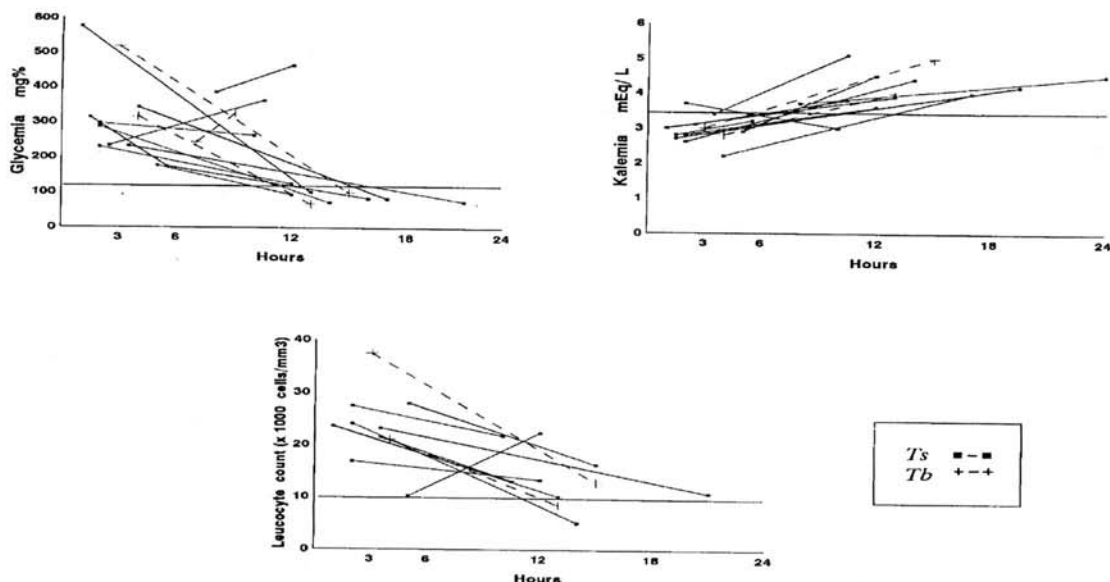 Glycemia mg%
600
500
400
300
200
100
0
3 6 12 18 24
Hours
Kalemia mEq/ L
6
5
4
3
2
1
0
3 6 12 18 24
Hours
Leucocyte count (x 1000 cells/mm3)
40
30
20
10
0
3 6 12 18 24
Hours
Ts
Tb